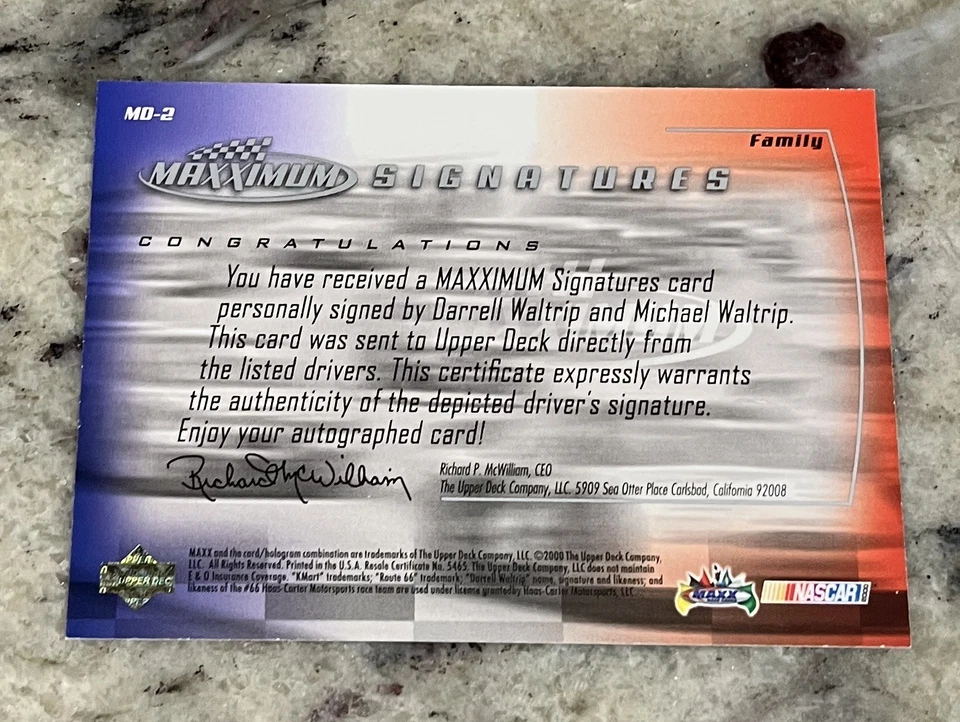 MD-2
Family
MAXXIMUM SIGNATURES
CONGRATULATIONS
You have received a MAXXIMUM Signatures card
personally signed by Darrell Waltrip and Michael Waltrip.
This card was sent to Upper Deck directly from
the listed drivers. This certificate expressly warrants
the authenticity of the depicted driver's signature.
Enjoy your autographed card!
Richard McWilliam
Richard P. McWilliam, CEO
The Upper Deck Company, LLC. 5909 Sea Otter Place Carlsbad, California 92008
MAXX and the card/hologram combination are trademarks of The Upper Deck Company, LLC. ©2000 The Upper Deck Company,
LLC. All Rights Reserved. Printed in the U.S.A. Resale Certificate No. 5465. The Upper Deck Company, LLC does not maintain
E & O Insurance Coverage. "KMart" trademarks; "Route 66" trademark; "Darrell Waltrip" name, signature and likeness; and
likeness of the #66 Haas-Carter Motorsports race team are used under license granted by Haas-Carter Motorsports, LLC.
UPPER DEC
MAXX
NASCAR